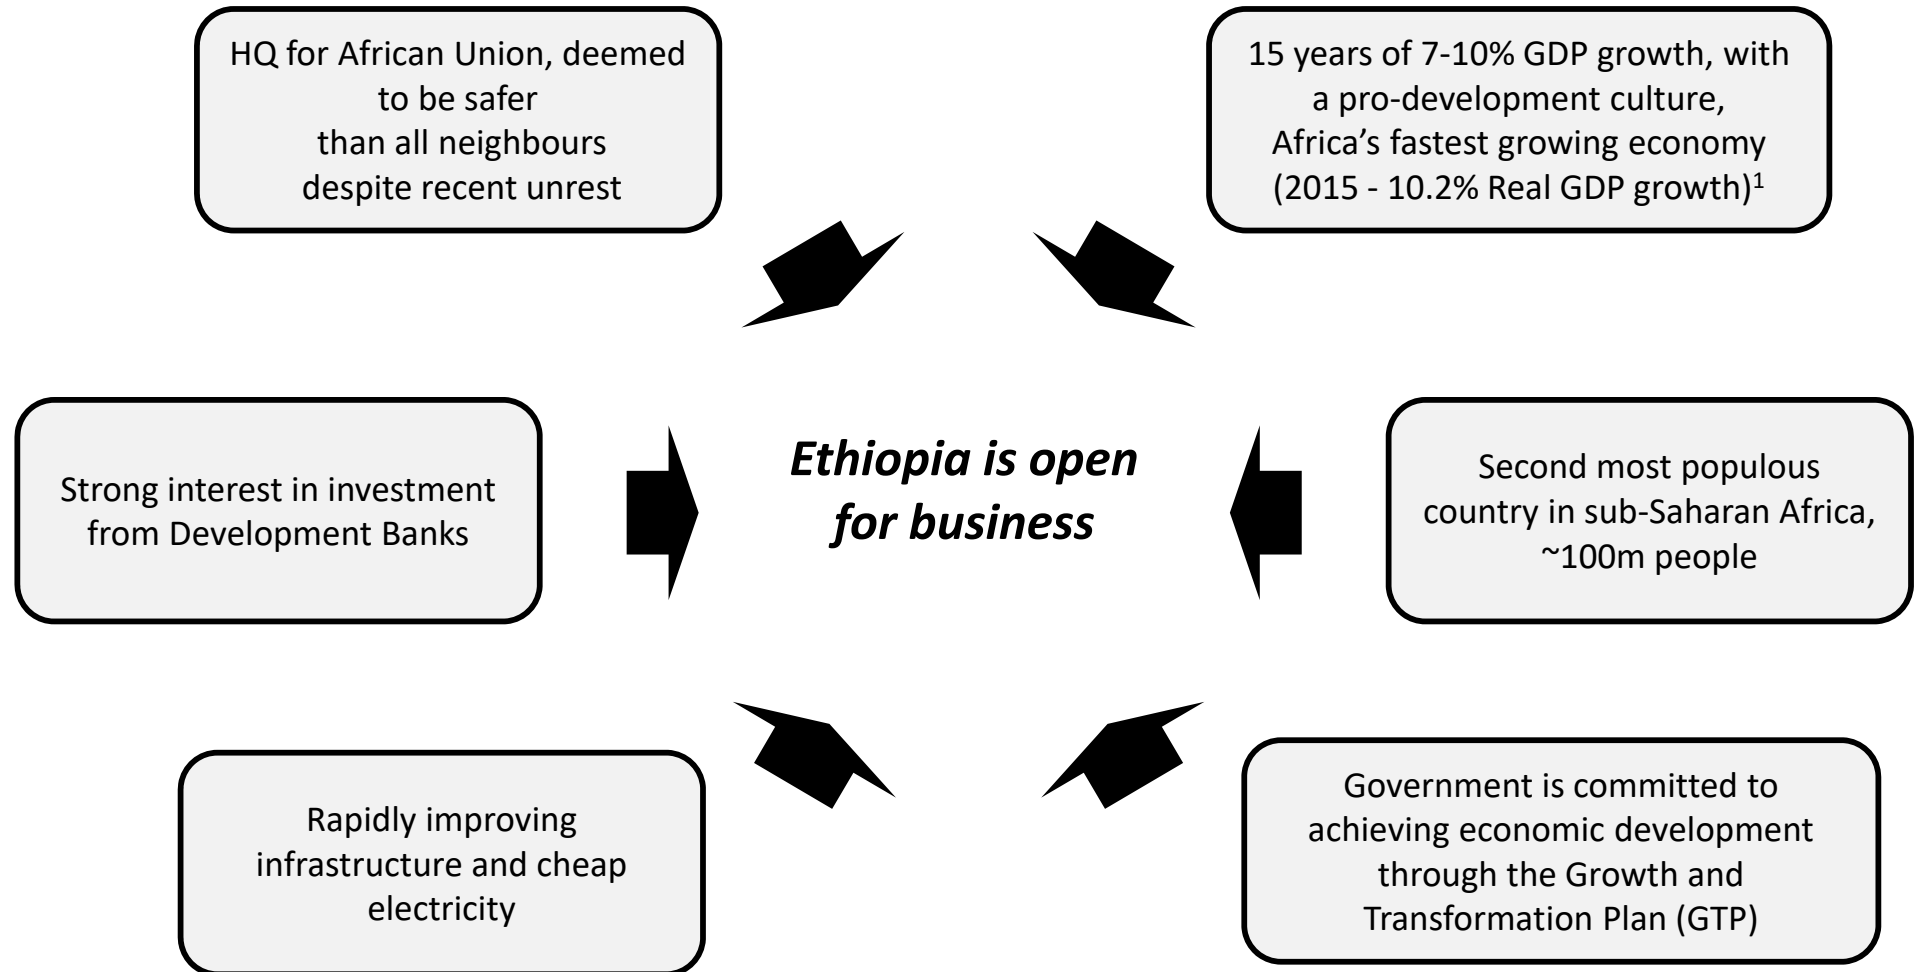 HQ for African Union, deemed
to be safer
than all neighbours
despite recent unrest
15 years of 7-10% GDP growth, with
a pro-development culture,
Africa’s fastest growing economy
(2015 - 10.2% Real GDP growth)¹
Strong interest in investment
from Development Banks
Ethiopia is open
for business
Second most populous
country in sub-Saharan Africa,
~100m people
Rapidly improving
infrastructure and cheap
electricity
Government is committed to
achieving economic development
through the Growth and
Transformation Plan (GTP)